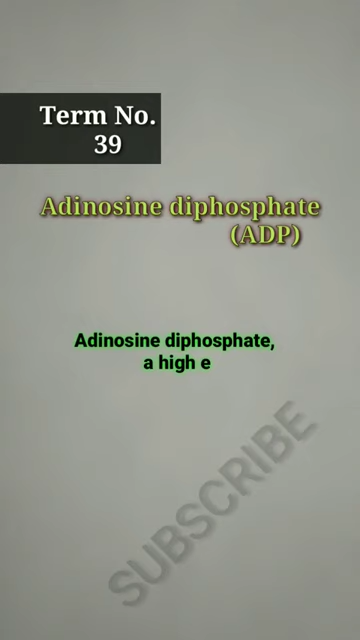 Term No.
39
Adinosine diphosphate
(ADP)
Adinosine diphosphate,
a high e
SUBSCRIBE